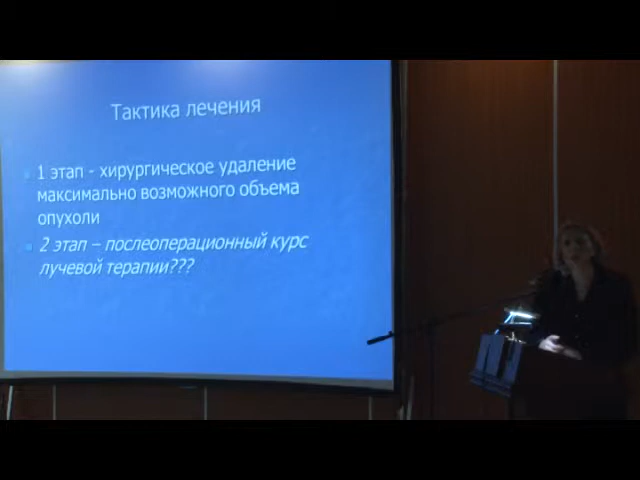 Тактика лечения
1 этап - хирургическое удаление
максимально возможного объема
опухоли
2 этап – послеоперационный курс
лучевой терапии???